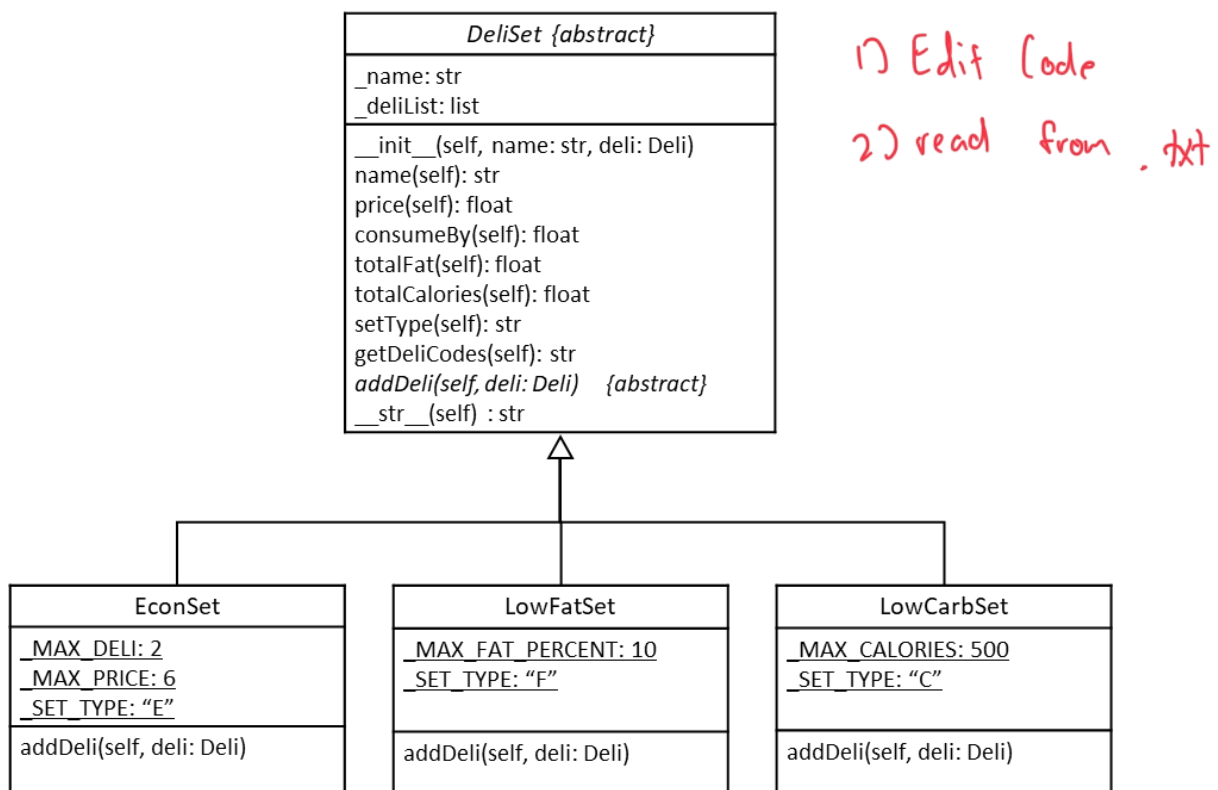 DeliSet {abstract}
_name: str
_deliList: list
__init__(self, name: str, deli: Deli)
name(self): str
price(self): float
consumeBy(self): float
totalFat(self): float
totalCalories(self): float
setType(self): str
getDeliCodes(self): str
addDeli(self, deli: Deli) {abstract}
__str__(self) : str
1) Edit Code
2) read from .txt
EconSet
_MAX_DELI: 2
_MAX_PRICE: 6
_SET_TYPE: “E”
addDeli(self, deli: Deli)
LowFatSet
_MAX_FAT_PERCENT: 10
_SET_TYPE: “F”
addDeli(self, deli: Deli)
LowCarbSet
_MAX_CALORIES: 500
_SET_TYPE: “C”
addDeli(self, deli: Deli)